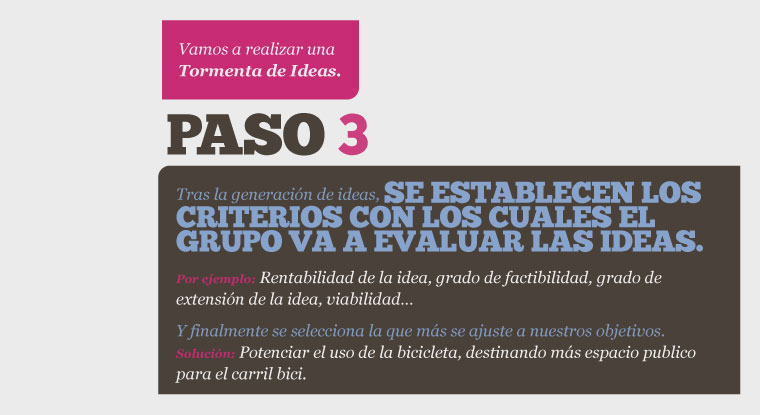 Vamos a realizar una
Tormenta de Ideas.
PASO 3
Tras la generación de ideas, SE ESTABLECEN LOS
CRITERIOS CON LOS CUALES EL
GRUPO VA A EVALUAR LAS IDEAS.
Por ejemplo: Rentabilidad de la idea, grado de factibilidad, grado de
extensión de la idea, viabilidad...
Y finalmente se selecciona la que más se ajuste a nuestros objetivos.
Solución: Potenciar el uso de la bicicleta, destinando más espacio publico
para el carril bici.